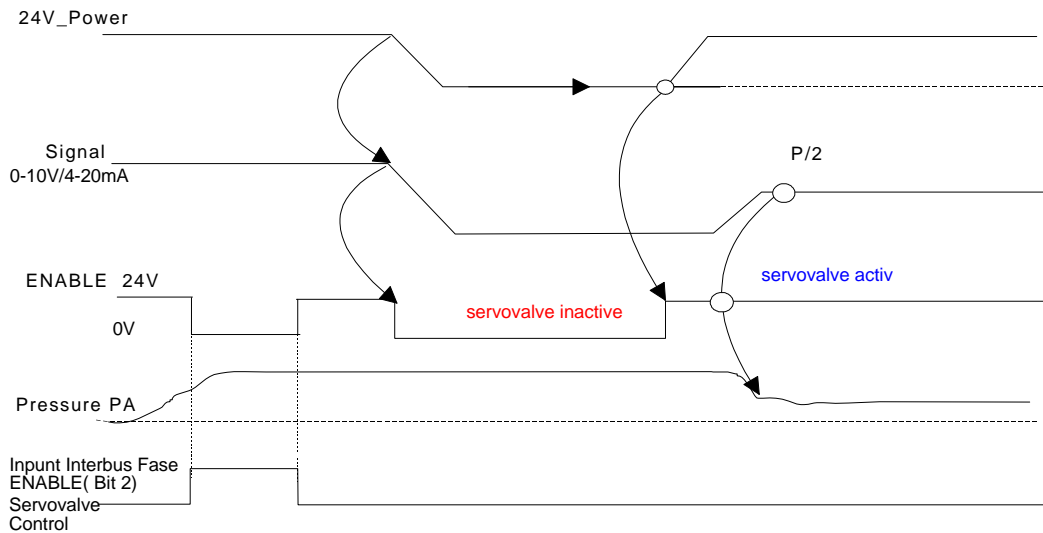 24V_Power
Signal
0-10V/4-20mA
P/2
ENABLE 24V
servovalve activ
servovalve inactive
0V
Pressure PA
Inpunt Interbus Fase
ENABLE( Bit 2)
Servovalve
Control